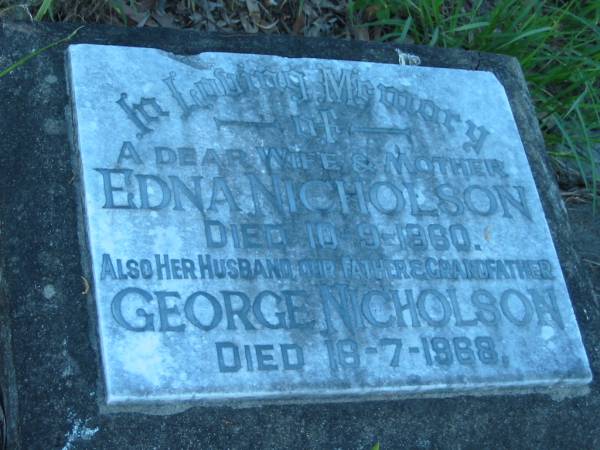 In Loving Memory
of
A DEAR WIFE & MOTHER
EDNA NICHOLSON
DIED 10-9-1960.
ALSO HER HUSBAND, OUR FATHER & GRANDFATHER
GEORGE NICHOLSON
DIED 18-7-1968.